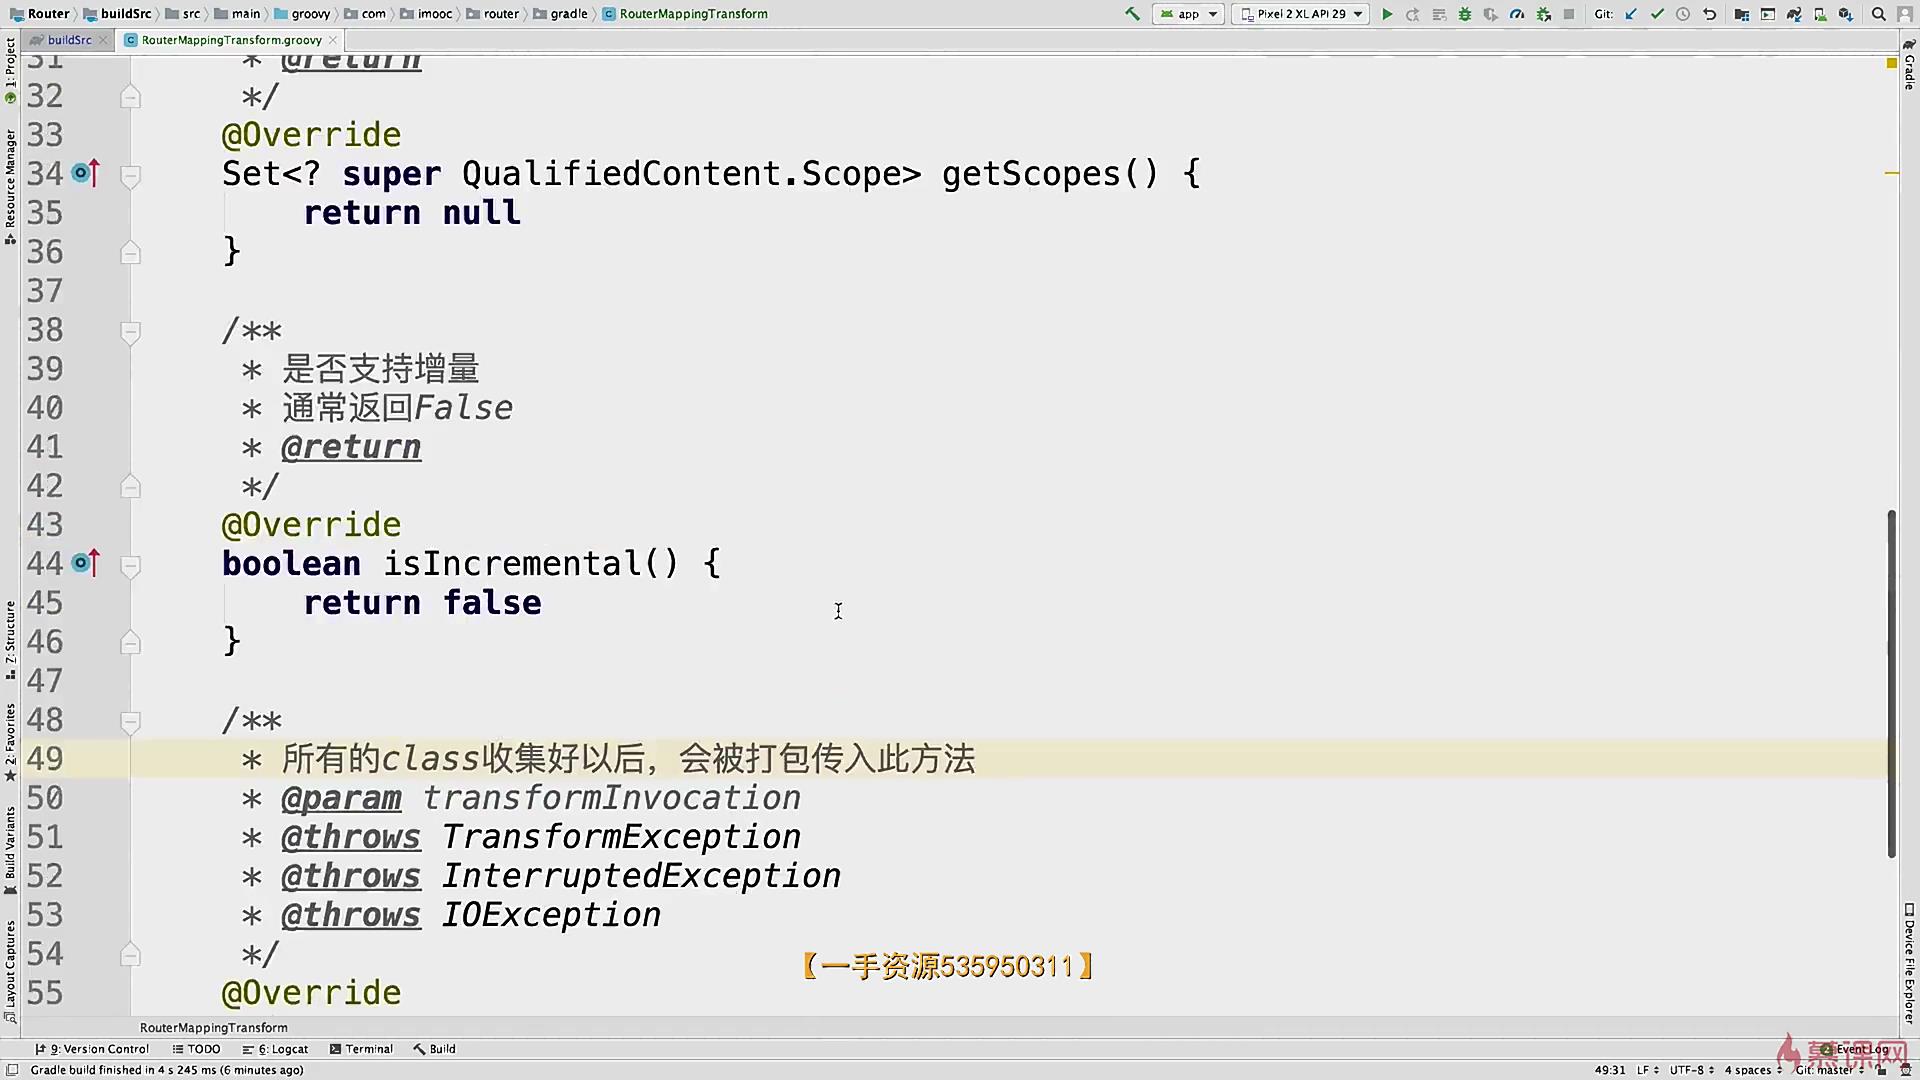 Router buildSrc src main groovy com imooc router gradle RouterMappingTransform app Pixel 2 XL API 29 Git:
buildSrc RouterMappingTransform.groovy
31 * @return
32 */
33 @Override
34 Set<? super QualifiedContent.Scope> getScopes() {
35 return null
36 }
37
38 /**
39 * 是否支持增量
40 * 通常返回False
41 * @return
42 */
43 @Override
44 boolean isIncremental() {
45 return false
46 }
47
48 /**
49 * 所有的class收集好以后，会被打包传入此方法
50 * @param transformInvocation
51 * @throws TransformException
52 * @throws InterruptedException
53 * @throws IOException
54 */
【一手资源535950311】
55 @Override
RouterMappingTransform
9: Version Control TODO 6: Logcat Terminal Build 2 Event Log
慕课网
Gradle build finished in 4 s 245 ms (6 minutes ago) 49:31 LF UTF-8 4 spaces Git: master
1: Project
Resource Manager
7: Structure
2: Favorites
Build Variants
Layout Captures
Gradle
Device File Explorer